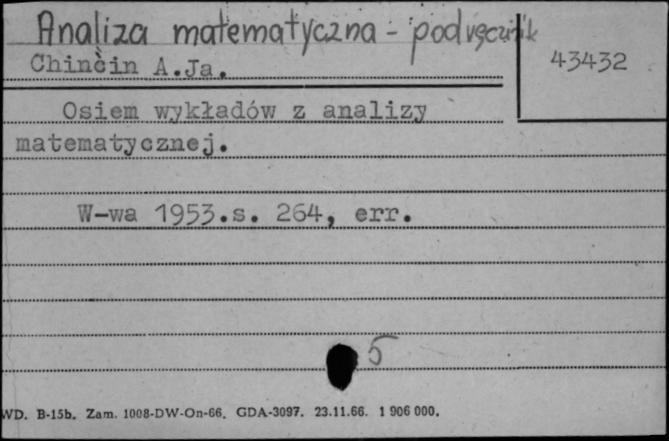 Analiza matematyczna - podręcznik
Chinčin A.Ja.
43432
Osiem wykładów z analizy
matematycznej.
W-wa 1953.s. 264, err.
5
WD. B-15b. Zam. 1008-DW-On-66. GDA-3097. 23.11.66. 1 906 000.